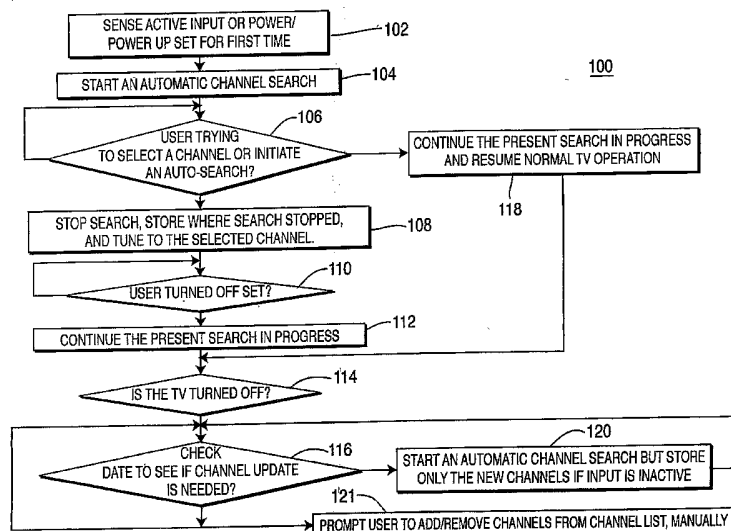 SENSE ACTIVE INPUT OR POWER/
POWER UP SET FOR FIRST TIME
102
START AN AUTOMATIC CHANNEL SEARCH
104
100
106
USER TRYING
TO SELECT A CHANNEL OR INITIATE
AN AUTO-SEARCH?
CONTINUE THE PRESENT SEARCH IN PROGRESS
AND RESUME NORMAL TV OPERATION
118
STOP SEARCH, STORE WHERE SEARCH STOPPED,
AND TUNE TO THE SELECTED CHANNEL.
108
110
USER TURNED OFF SET?
112
CONTINUE THE PRESENT SEARCH IN PROGRESS
114
IS THE TV TURNED OFF?
116
CHECK
DATE TO SEE IF CHANNEL UPDATE
IS NEEDED?
120
START AN AUTOMATIC CHANNEL SEARCH BUT STORE
ONLY THE NEW CHANNELS IF INPUT IS INACTIVE
121
PROMPT USER TO ADD/REMOVE CHANNELS FROM CHANNEL LIST, MANUALLY